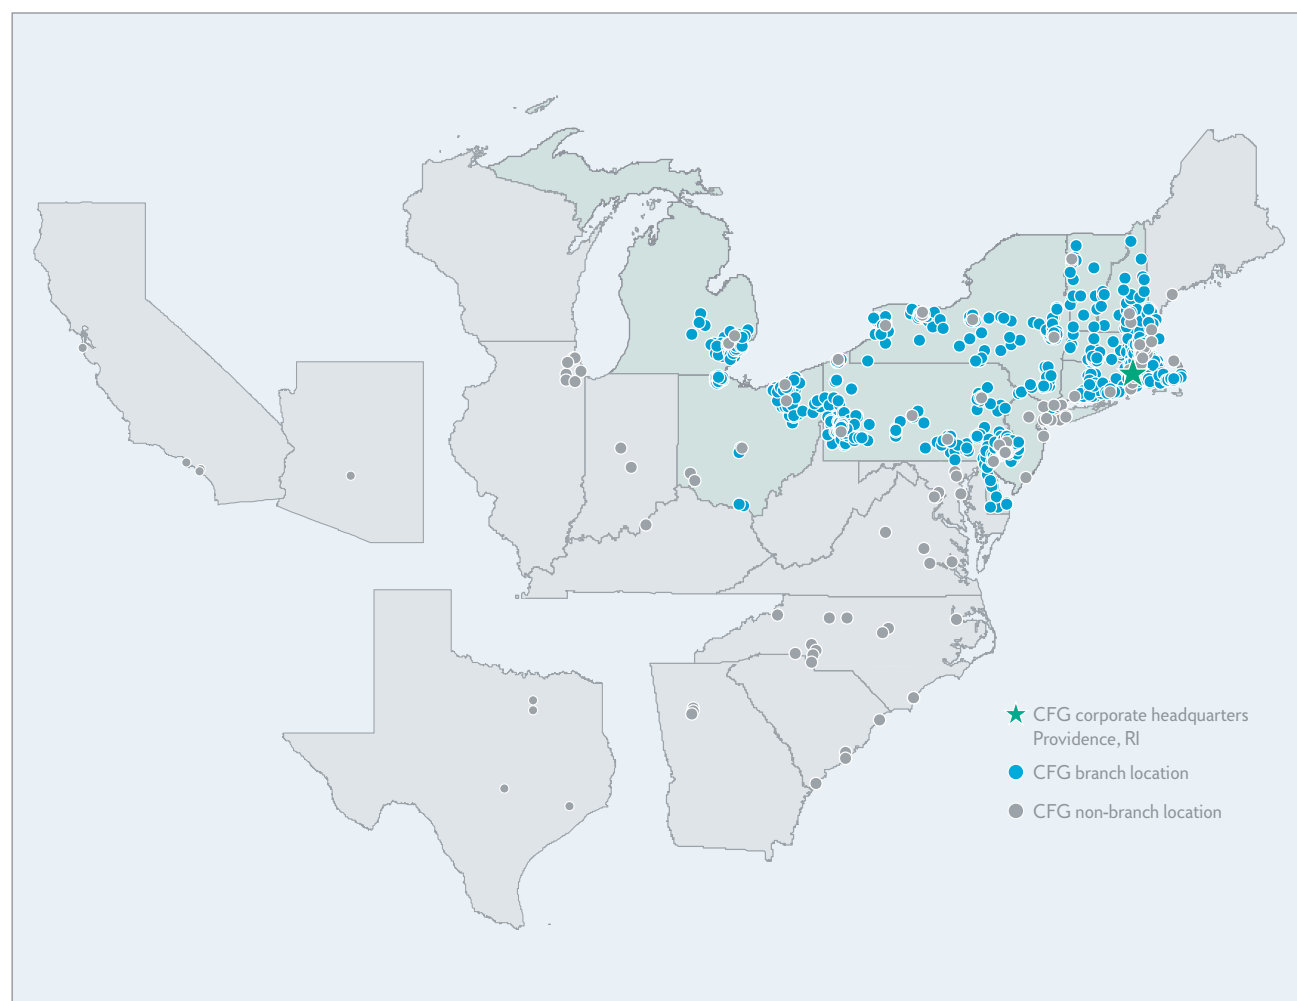 CFG corporate headquarters
Providence, RI
CFG branch location
CFG non-branch location